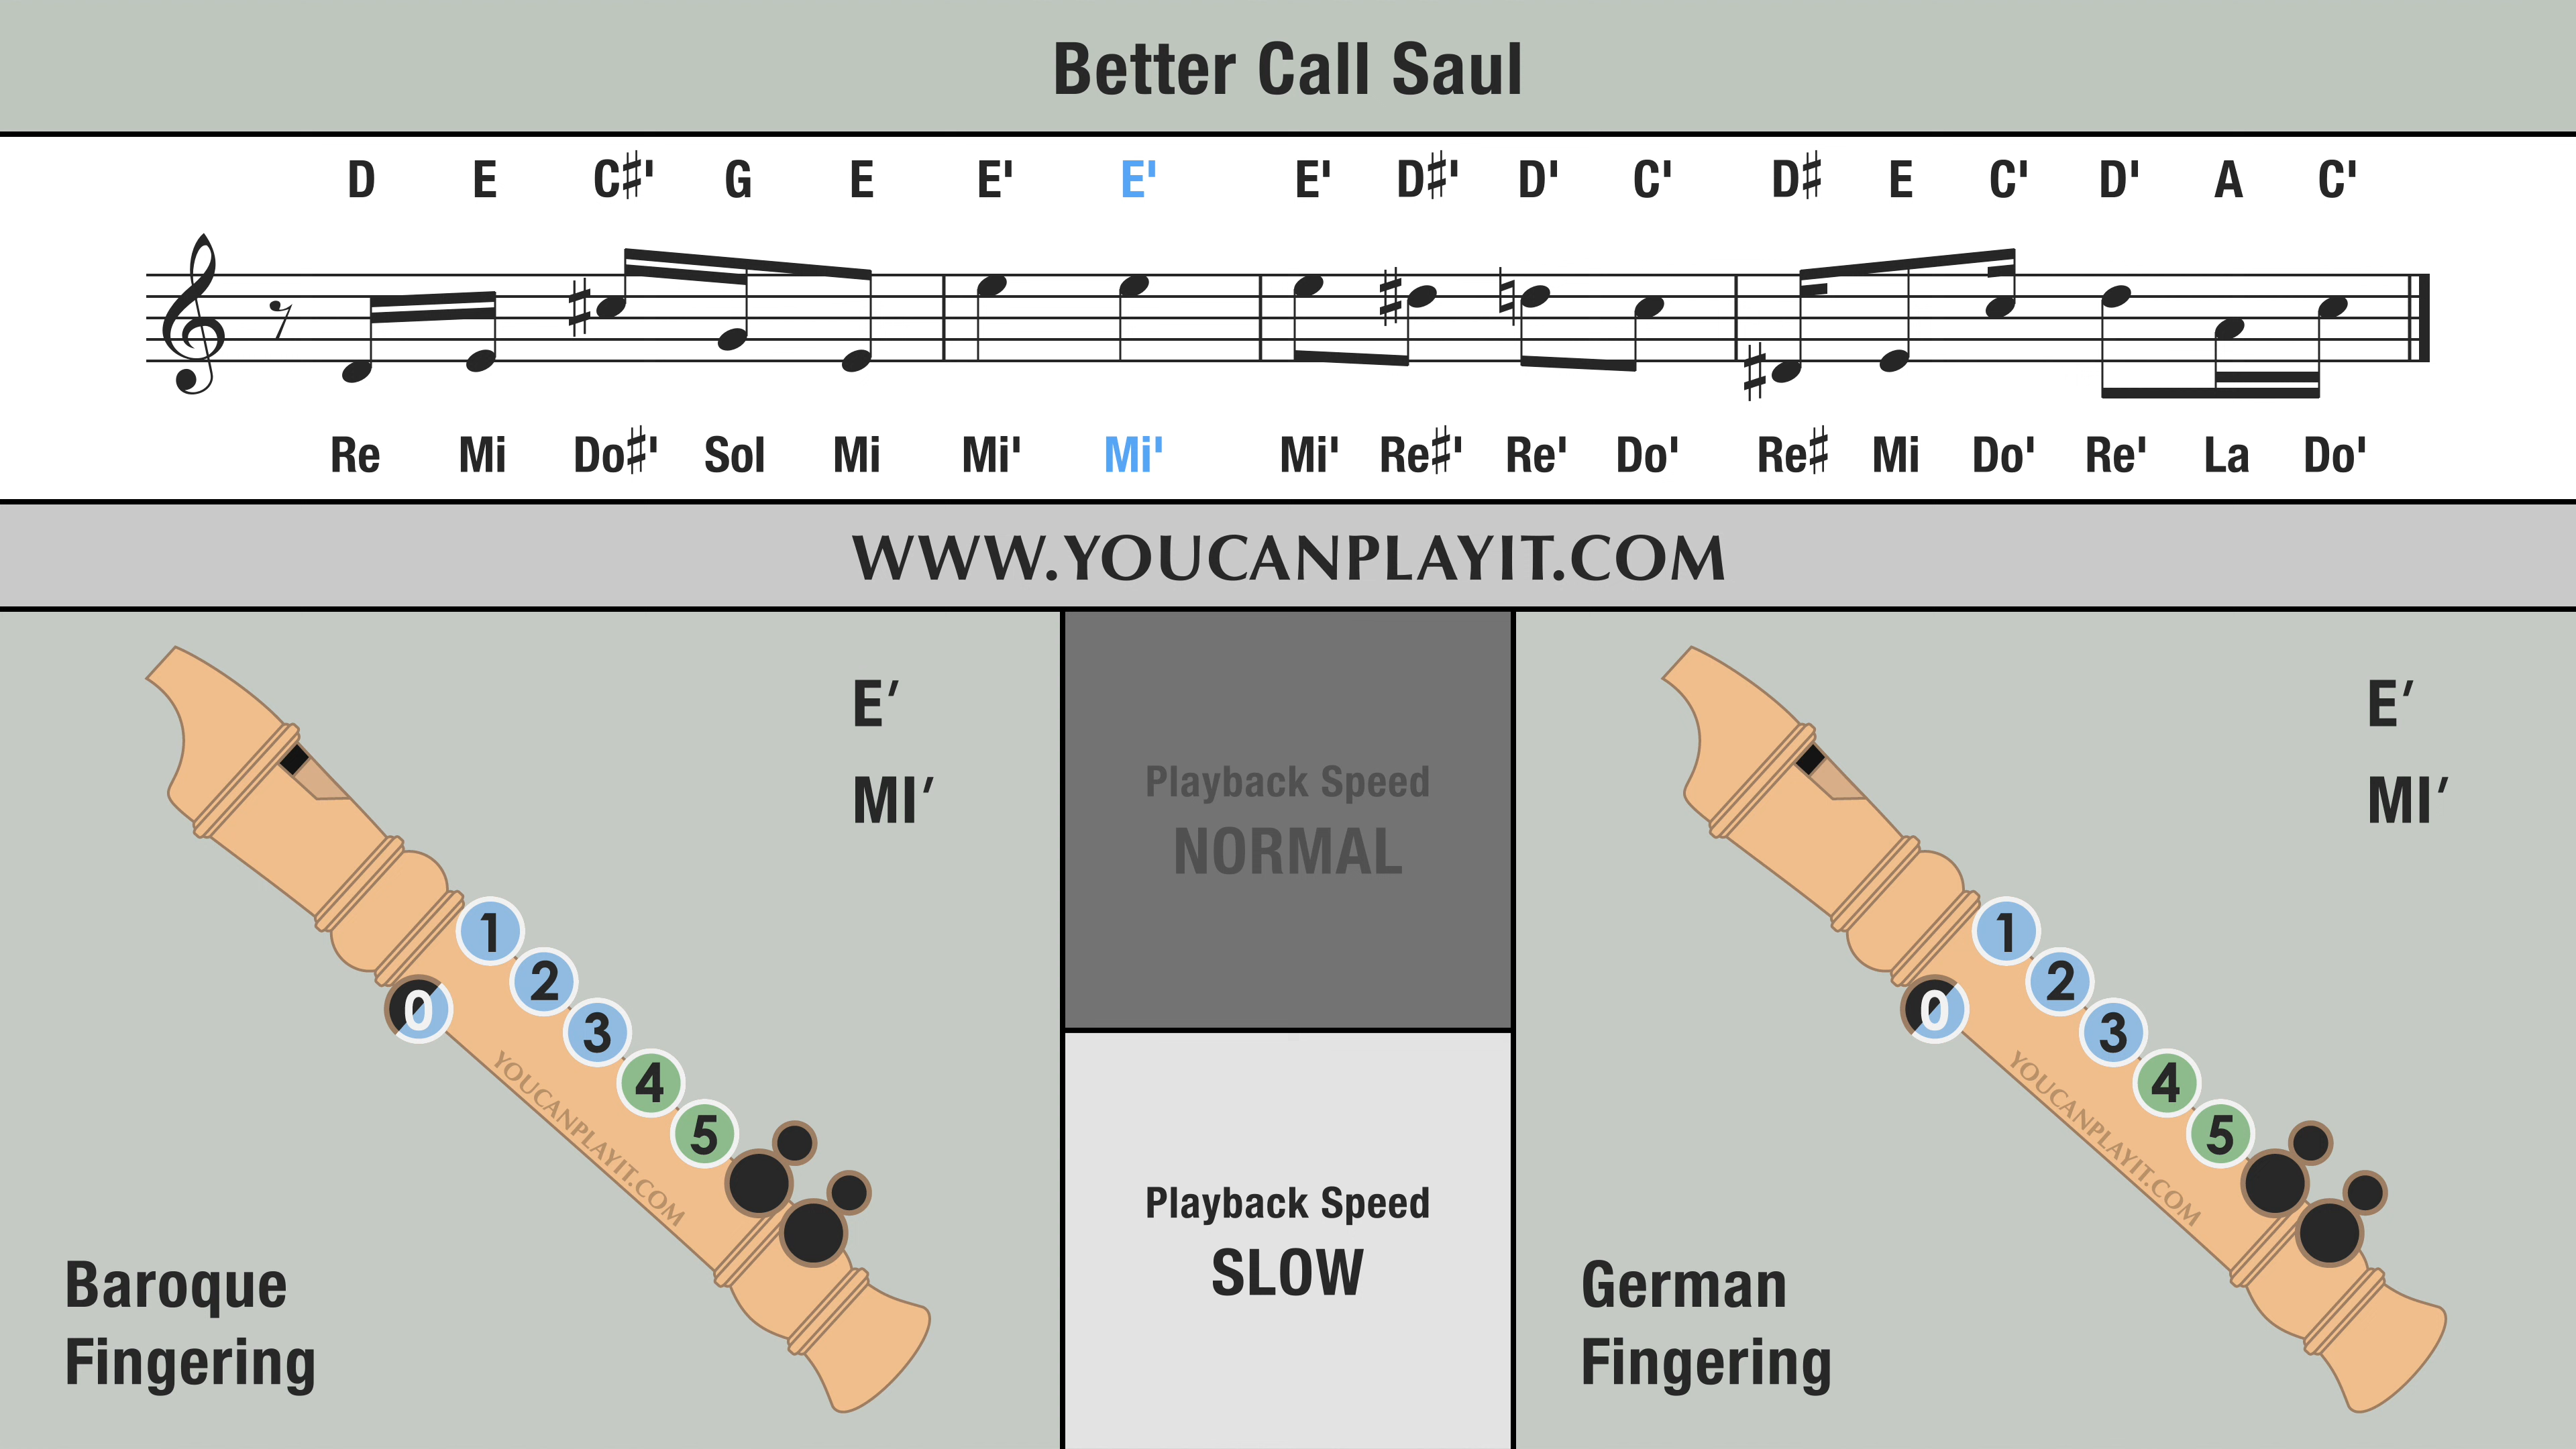 Better Call Saul
D E C♯' G E E' E' E' D♯' D' C' D♯ E C' D' A C'
Re Mi Do♯' Sol Mi Mi' Mi' Mi' Re♯' Re' Do' Re♯ Mi Do' Re' La Do'
WWW.YOUCANPLAYIT.COM
E′
MI′
1
2
3
0
4
5
YOUCANPLAYIT.COM
Baroque
Fingering
Playback Speed
NORMAL
Playback Speed
SLOW
E′
MI′
1
2
3
0
4
5
YOUCANPLAYIT.COM
German
Fingering